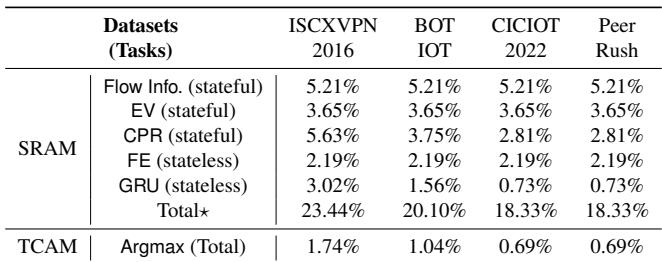 Datasets ISCXVPN BOT CICIOT Peer
(Tasks) 2016 IOT 2022 Rush
Flow Info. (stateful) 5.21% 5.21% 5.21% 5.21%
EV (stateful) 3.65% 3.65% 3.65% 3.65%
CPR (stateful) 5.63% 3.75% 2.81% 2.81%
SRAM FE (stateless) 2.19% 2.19% 2.19% 2.19%
GRU (stateless) 3.02% 1.56% 0.73% 0.73%
Total⋆ 23.44% 20.10% 18.33% 18.33%
TCAM Argmax (Total) 1.74% 1.04% 0.69% 0.69%